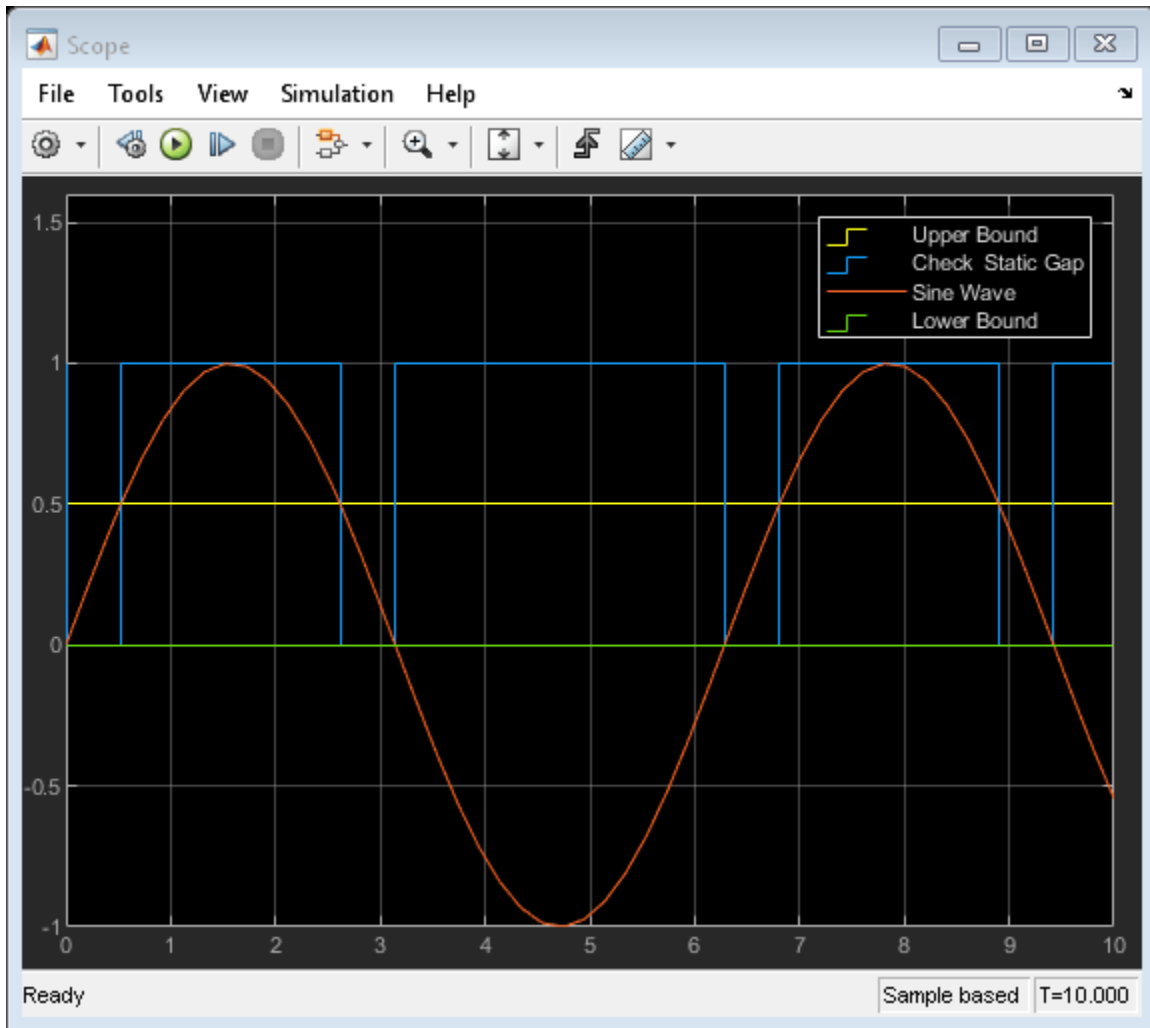 Scope
File Tools View Simulation Help
1.5
1
0.5
0
-0.5
-1
Upper Bound
Check Static Gap
Sine Wave
Lower Bound
0 1 2 3 4 5 6 7 8 9 10
Ready Sample based T=10.000